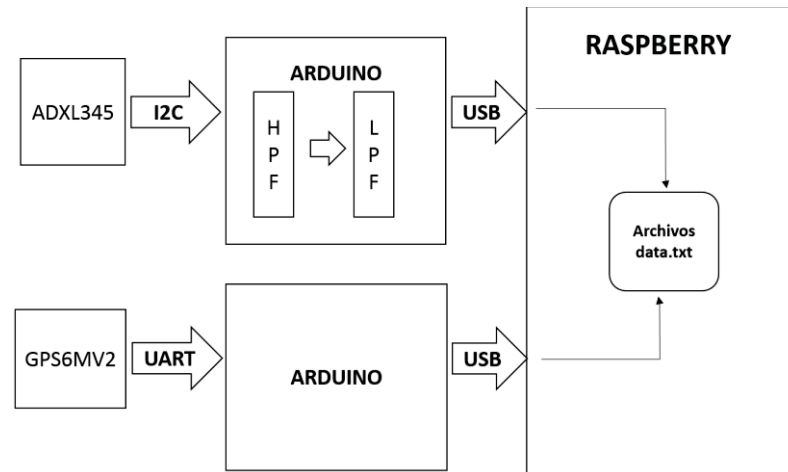 ADXL345
I2C
ARDUINO
H
P
F
L
P
F
USB
RASPBERRY
Archivos
data.txt
GPS6MV2
UART
ARDUINO
USB